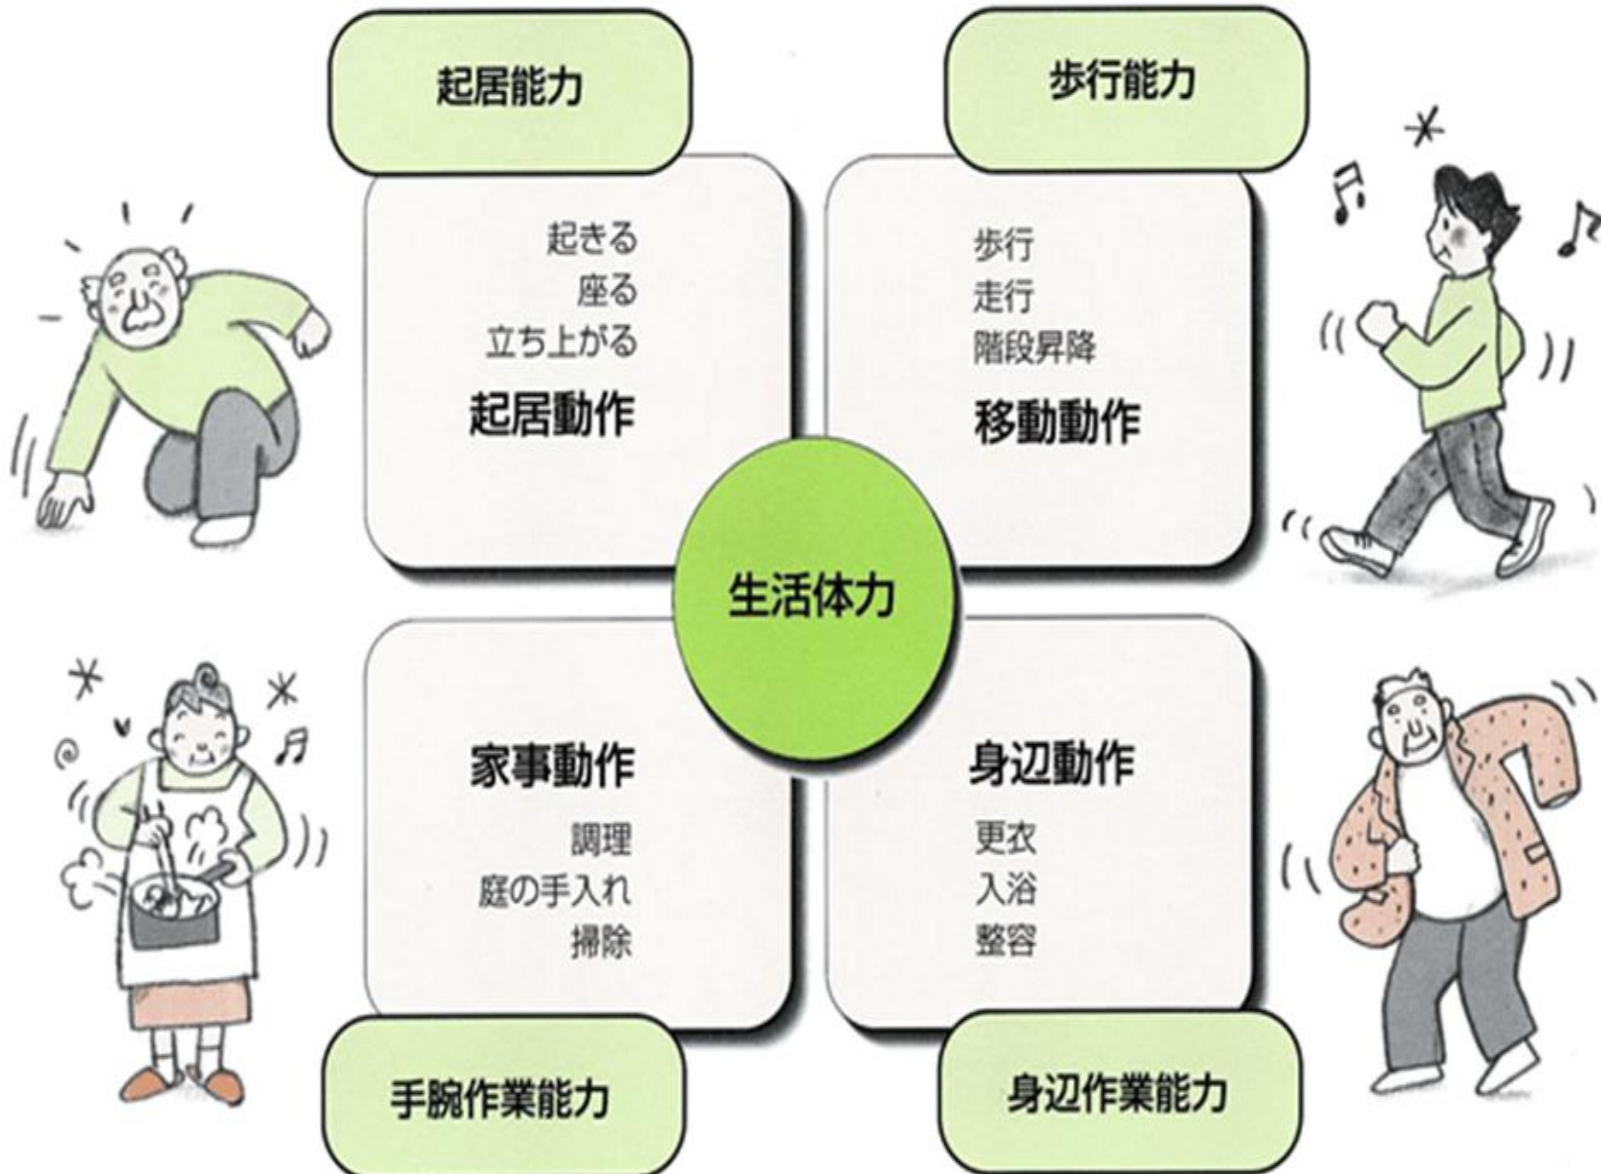 起居能力
起きる
座る
立ち上がる
起居動作
歩行能力
歩行
走行
階段昇降
移動動作
生活体力
家事動作
調理
庭の手入れ
掃除
手腕作業能力
身辺動作
更衣
入浴
整容
身辺作業能力